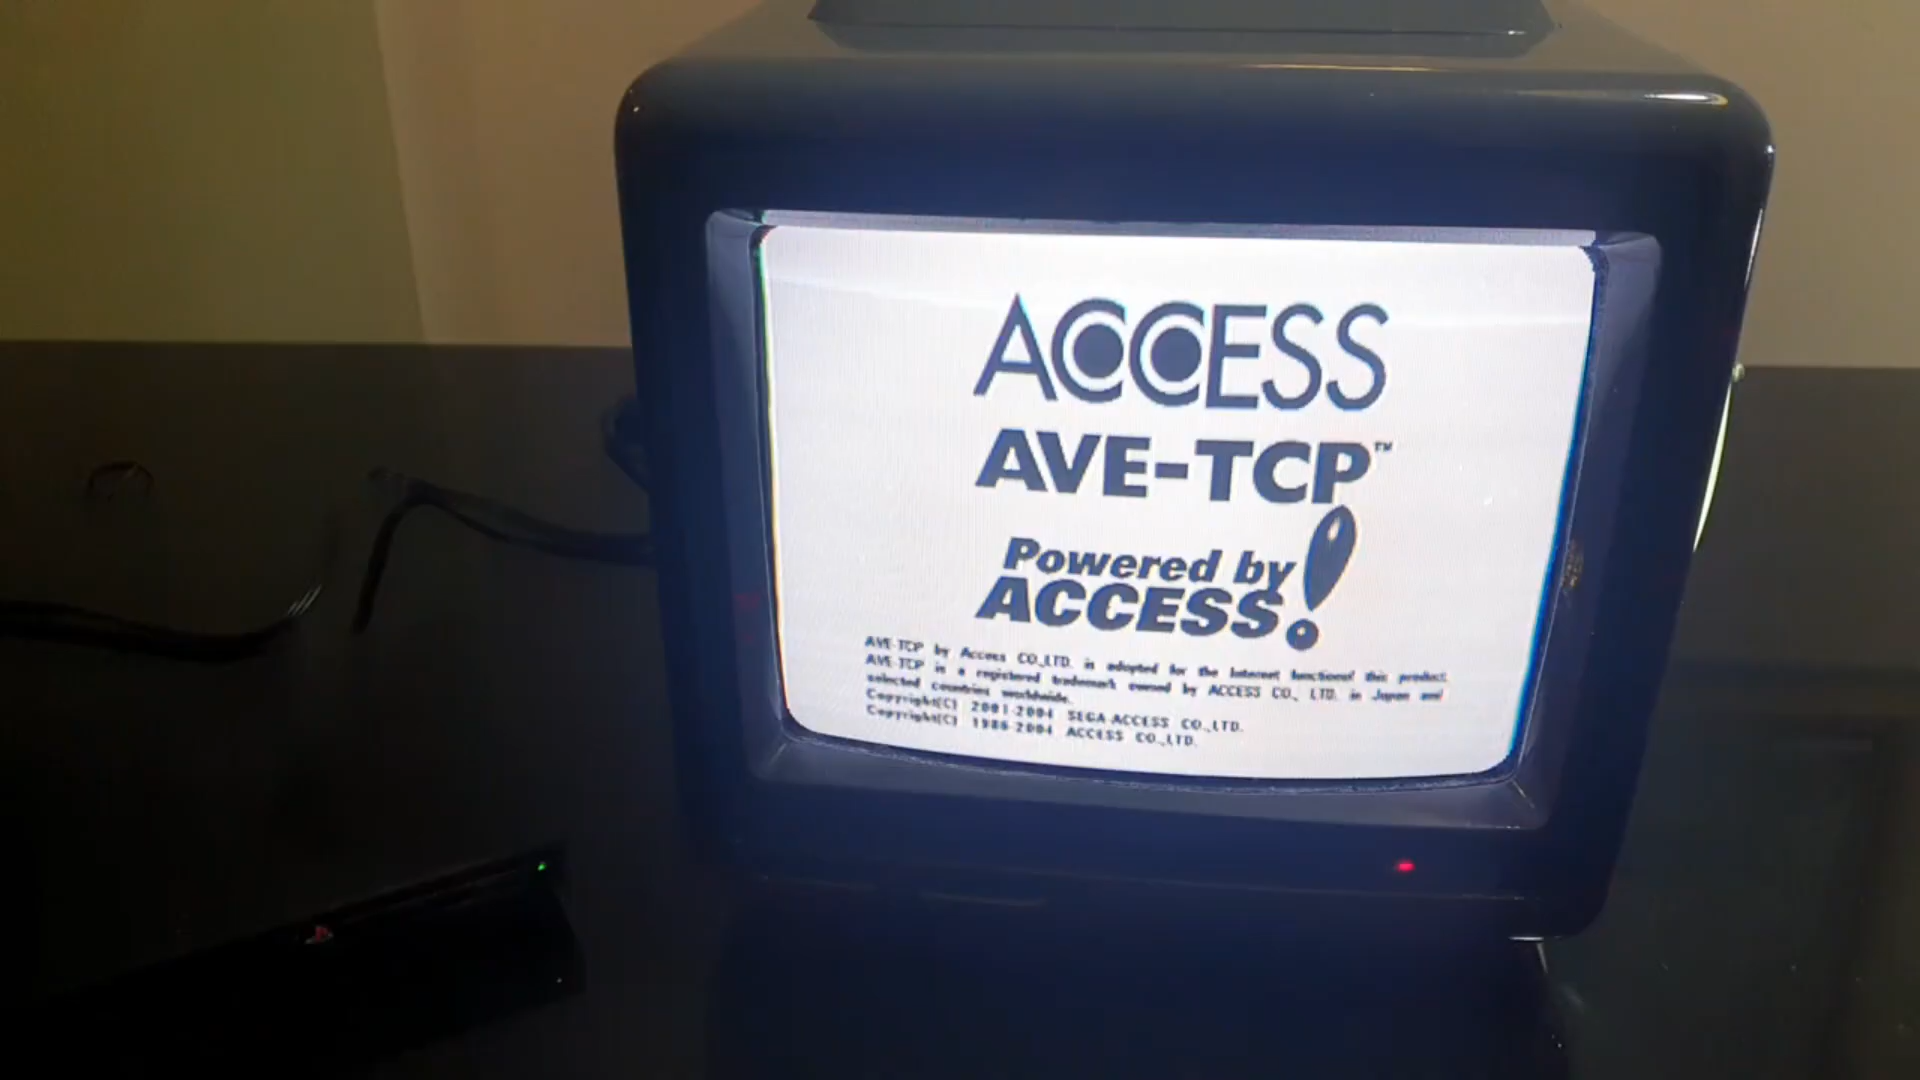 ACCESS
AVE-TCP™
Powered by
ACCESS!
AVE-TCP by Access CO.,LTD. is adopted for the Internet functionof this product.
AVE-TCP is a registered trademark owned by ACCESS CO., LTD. in Japan and
selected countries worldwide.
Copyright(C) 2001-2004 SEGA-ACCESS CO.,LTD.
Copyright(C) 1986-2004 ACCESS CO.,LTD.